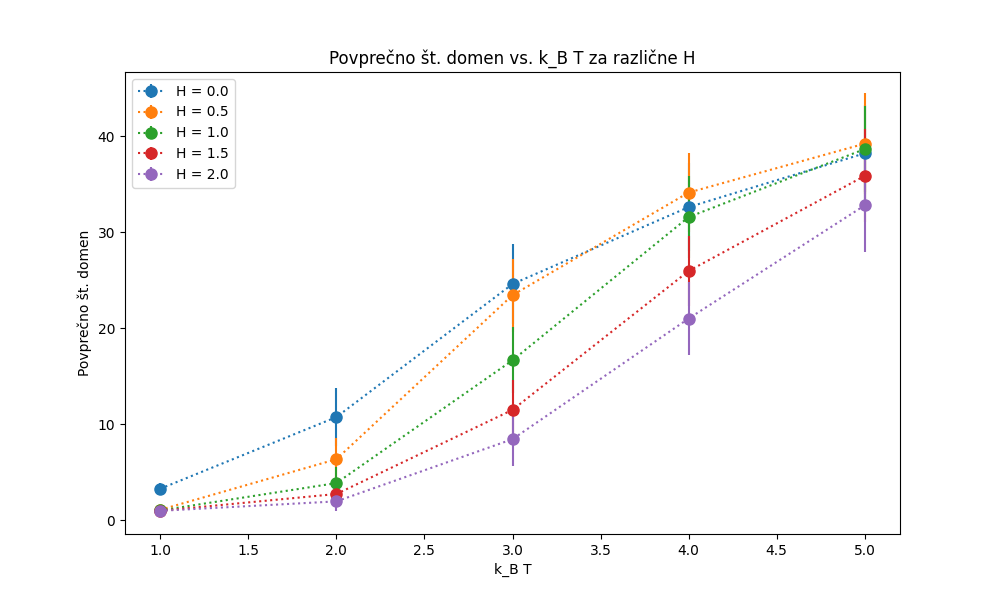 Povprečno št. domen vs. k_B T za različne H
H = 0.0
H = 0.5
H = 1.0
H = 1.5
H = 2.0
Povprečno št. domen
40
30
20
10
0
1.0 1.5 2.0 2.5 3.0 3.5 4.0 4.5 5.0
k_B T